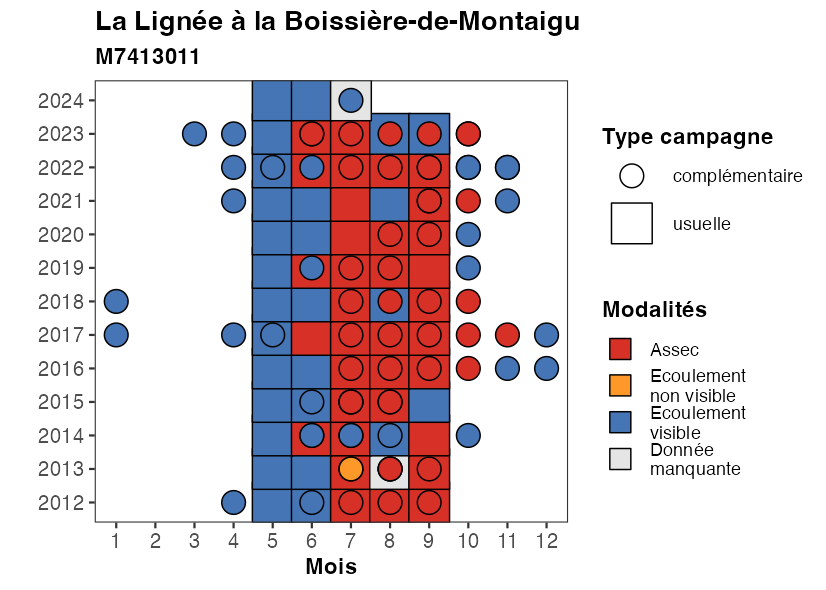 La Lignée à la Boissière-de-Montaigu
M7413011
2024
2023
2022
2021
2020
2019
2018
2017
2016
2015
2014
2013
2012
1 2 3 4 5 6 7 8 9 10 11 12
Mois
Type campagne
complémentaire
usuelle
Modalités
Assec
Ecoulement
non visible
Ecoulement
visible
Donnée
manquante